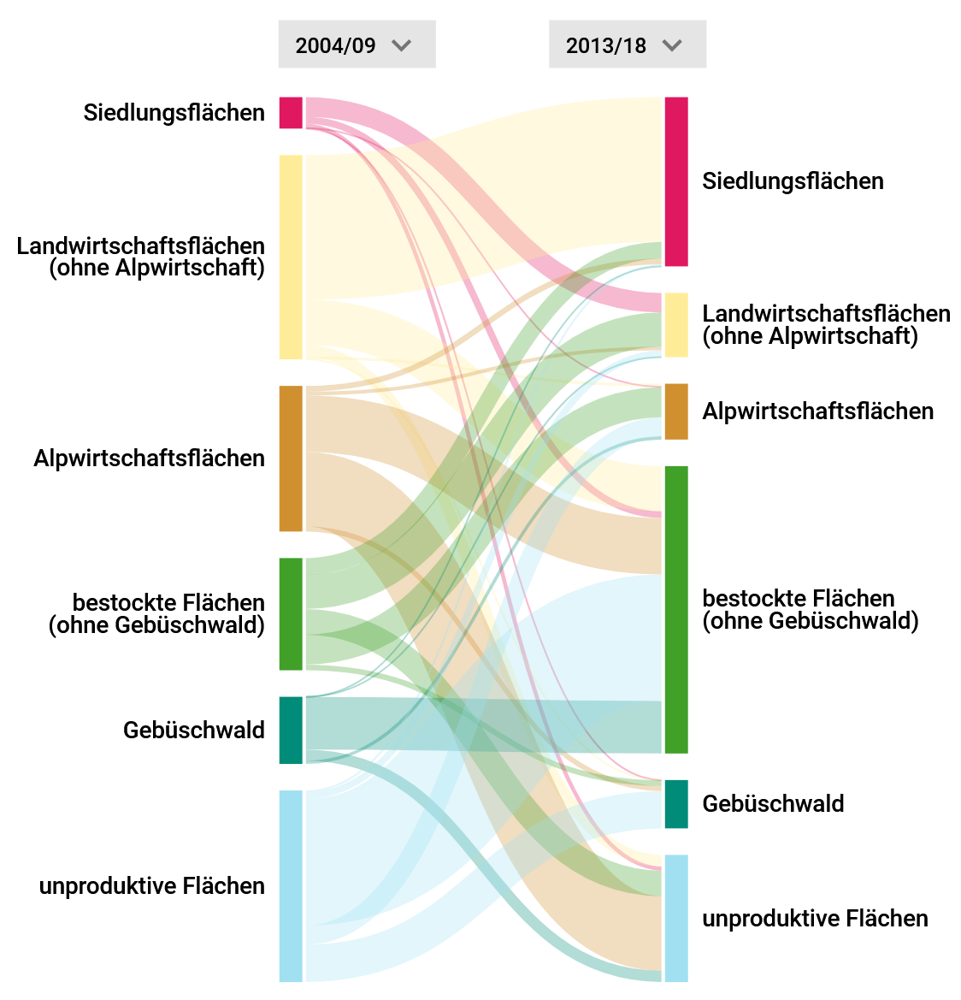 2004/09
2013/18
Siedlungsflächen
Landwirtschaftsflächen
(ohne Alpwirtschaft)
Alpwirtschaftsflächen
bestockte Flächen
(ohne Gebüschwald)
Gebüschwald
unproduktive Flächen
Siedlungsflächen
Landwirtschaftsflächen
(ohne Alpwirtschaft)
Alpwirtschaftsflächen
bestockte Flächen
(ohne Gebüschwald)
Gebüschwald
unproduktive Flächen